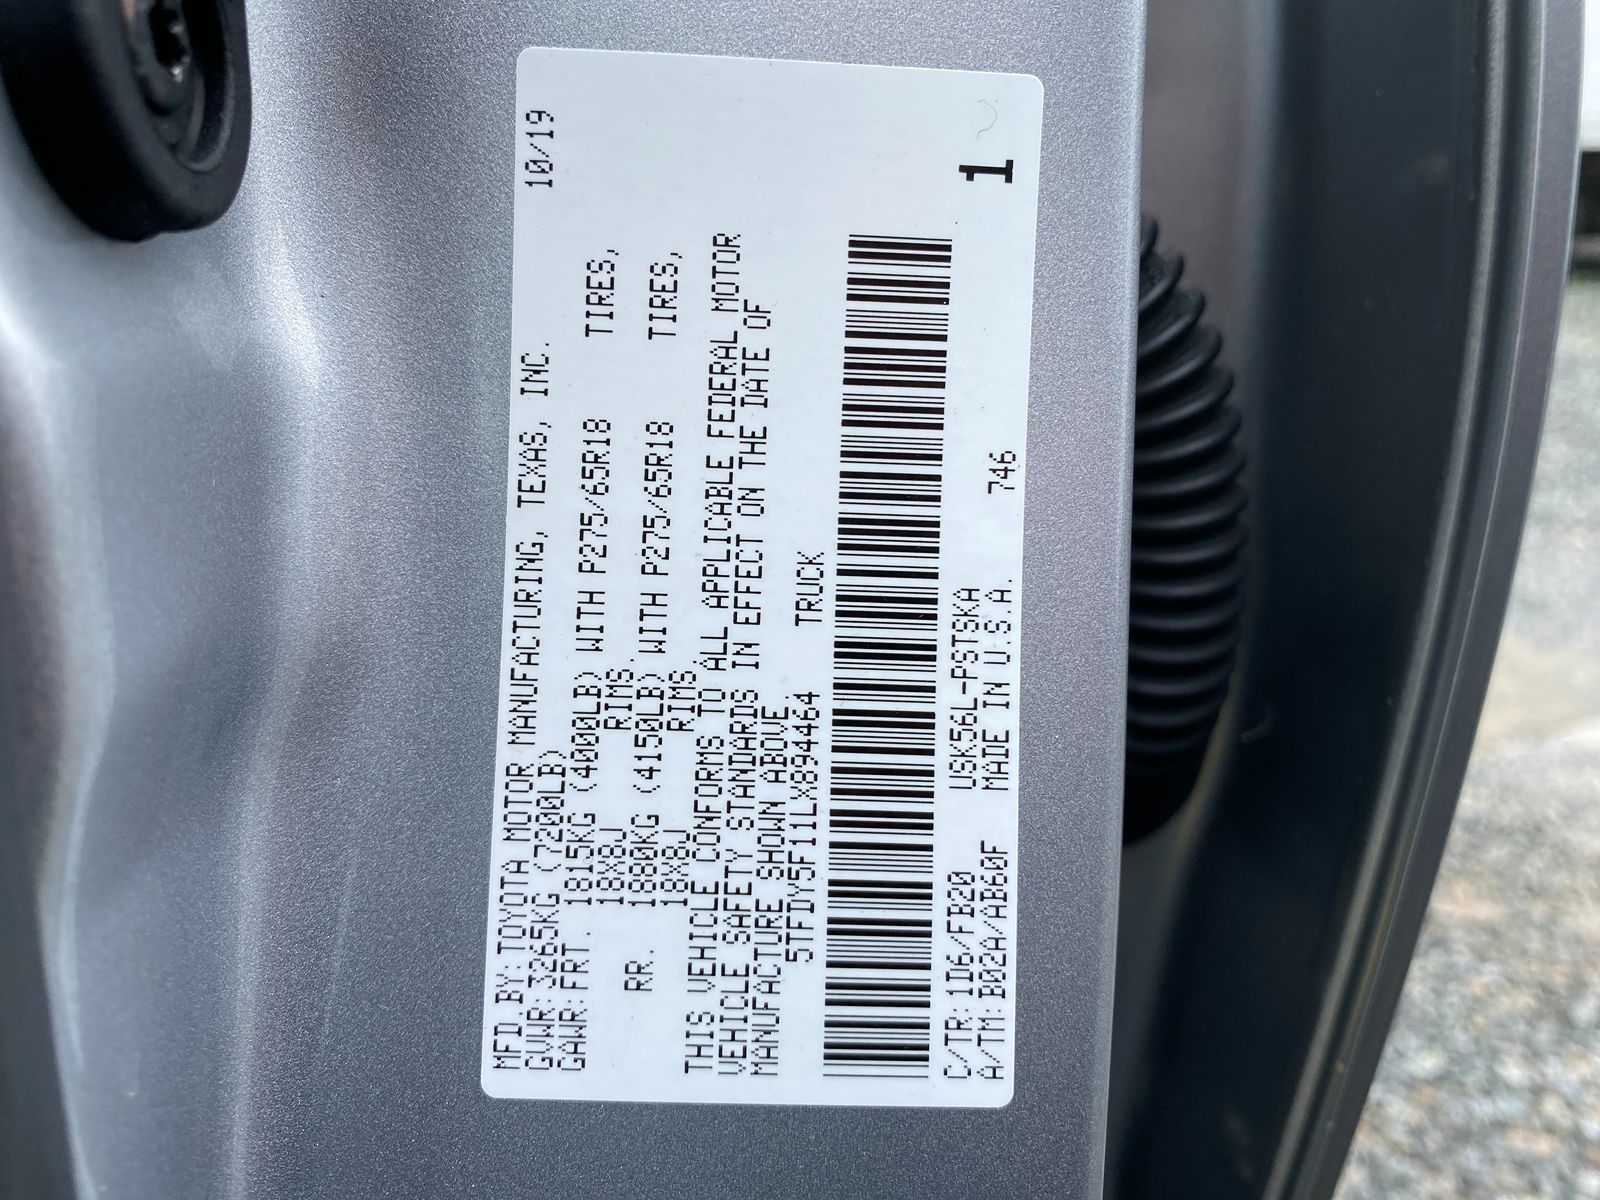 MFD.BY:TOYOTA MOTOR MANUFACTURING, TEXAS, INC. 10/19
GVWR:3265KG (7200LB)
GAWR:FRT. 1815KG (4000LB) WITH P275/65R18 TIRES,
18X8J RIMS.
RR. 1880KG (4150LB) WITH P275/65R18 TIRES,
18X8J RIMS.
THIS VEHICLE CONFORMS TO ALL APPLICABLE FEDERAL MOTOR
VEHICLE SAFETY STANDARDS IN EFFECT ON THE DATE OF
MANUFACTURE SHOWN ABOVE.
5TFDY5F11LX894464 TRUCK
C/TR:1D6/FB20 USK56L-PSTSKA
A/TM:B02A/AB60F MADE IN U.S.A. 746
1